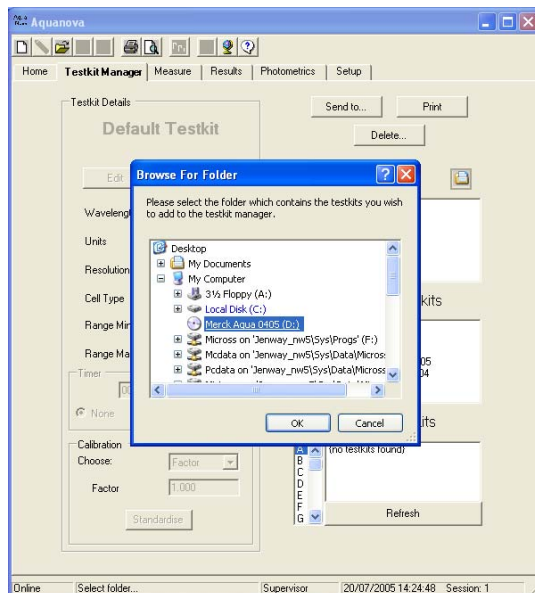 Aquanova
Home
Testkit Manager
Measure
Results
Photometrics
Setup
Testkit Details
Default Testkit
Send to...
Print
Delete...
Edit
Browse For Folder
Please select the folder which contains the testkits you wish
to add to the testkit manager.
Desktop
My Documents
My Computer
3½ Floppy (A:)
Local Disk (C:)
Merck Aqua 0405 (D:)
Micross on 'Jenway_nw5\Sys\Progs' (F:)
Mcdata on 'Jenway_nw5\Sys\Data\Micross
Pcdata on 'Jenway_nw5\Sys\Data\Micross
OK
Cancel
Wavelengt
Units
Resolution
Cell Type
Range Min
Range Ma
kits
05
04
Timer
00
None
kits
Calibration
Choose:
Factor
Factor
1.000
Standardise
A
B
C
D
E
F
G
(no testkits found)
Refresh
Online
Select folder...
Supervisor
20/07/2005 14:24:48
Session: 1